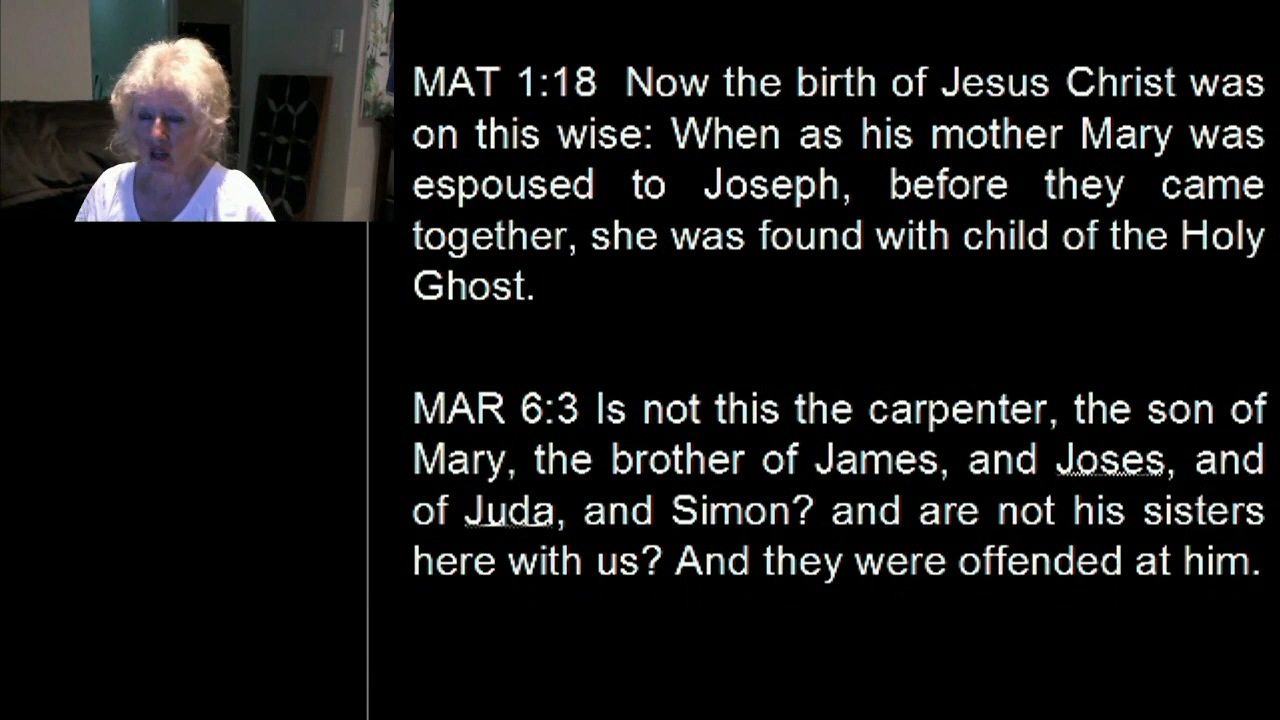 MAT 1:18 Now the birth of Jesus Christ was
on this wise: When as his mother Mary was
espoused to Joseph, before they came
together, she was found with child of the Holy
Ghost.
MAR 6:3 Is not this the carpenter, the son of
Mary, the brother of James, and Joses, and
of Juda, and Simon? and are not his sisters
here with us? And they were offended at him.